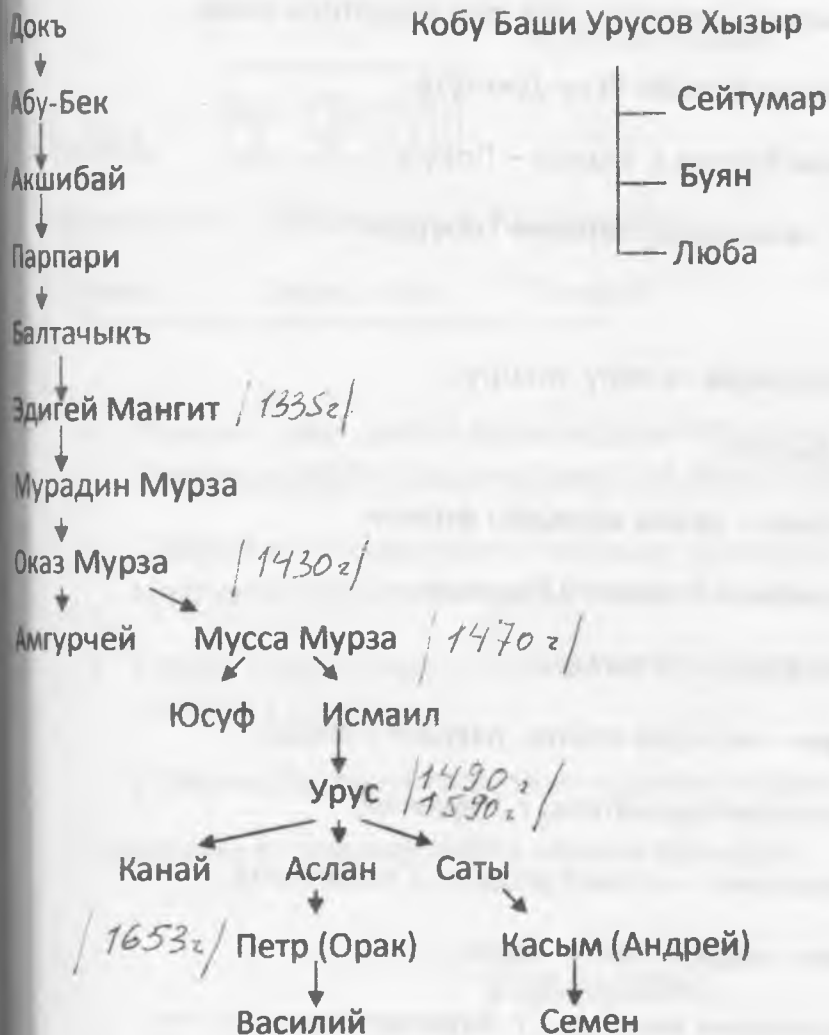 Докъ
Кобу Баши Урусов Хызыр
Абу-Бек
Сейтумар
Акшибай
Буян
Парпари
Люба
Балтачыкъ
Эдигей Мангит /1335г/
Мурадин Мурза
Оказ Мурза /1430г/
Амгурчей Мусса Мурза /1470г/
Юсуф Исмаил
Урус /1490г
1590г/
Канай Аслан Саты
/1653г/ Петр (Орак) Касым (Андрей)
Василий Семен